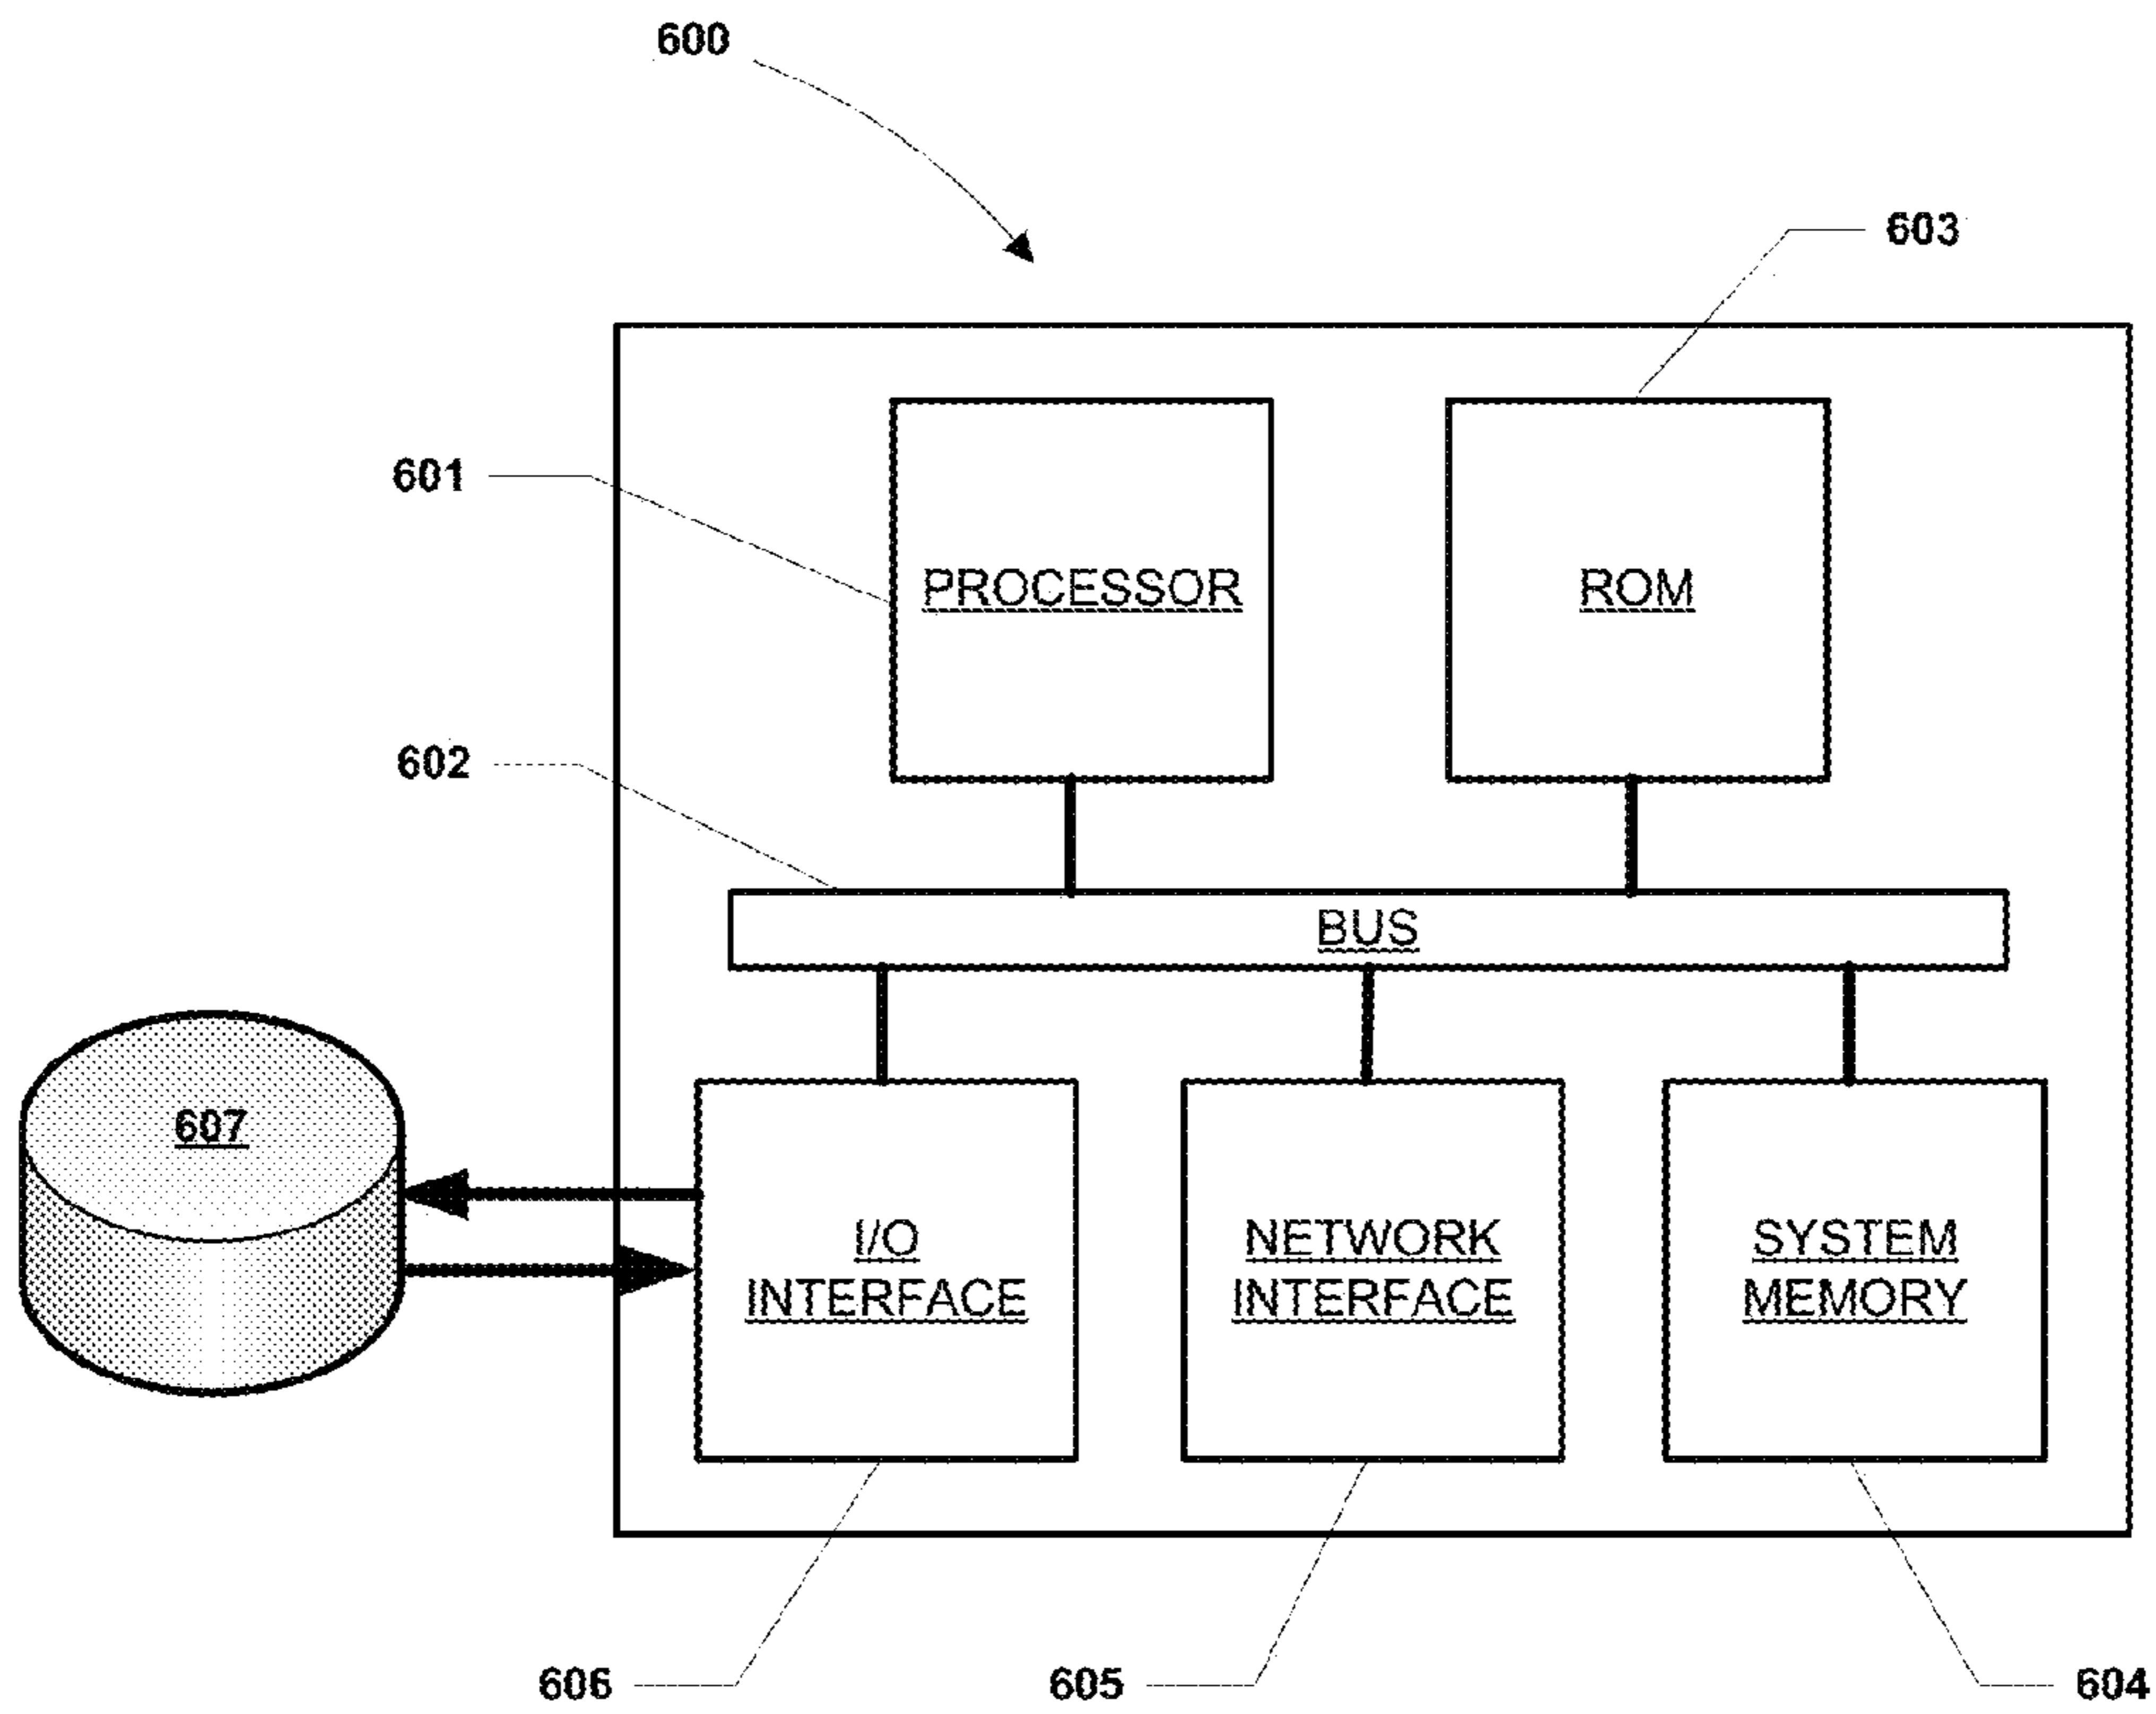 600
603
601
PROCESSOR
ROM
602
BUS
607
I/O
INTERFACE
NETWORK
INTERFACE
SYSTEM
MEMORY
606
605
604